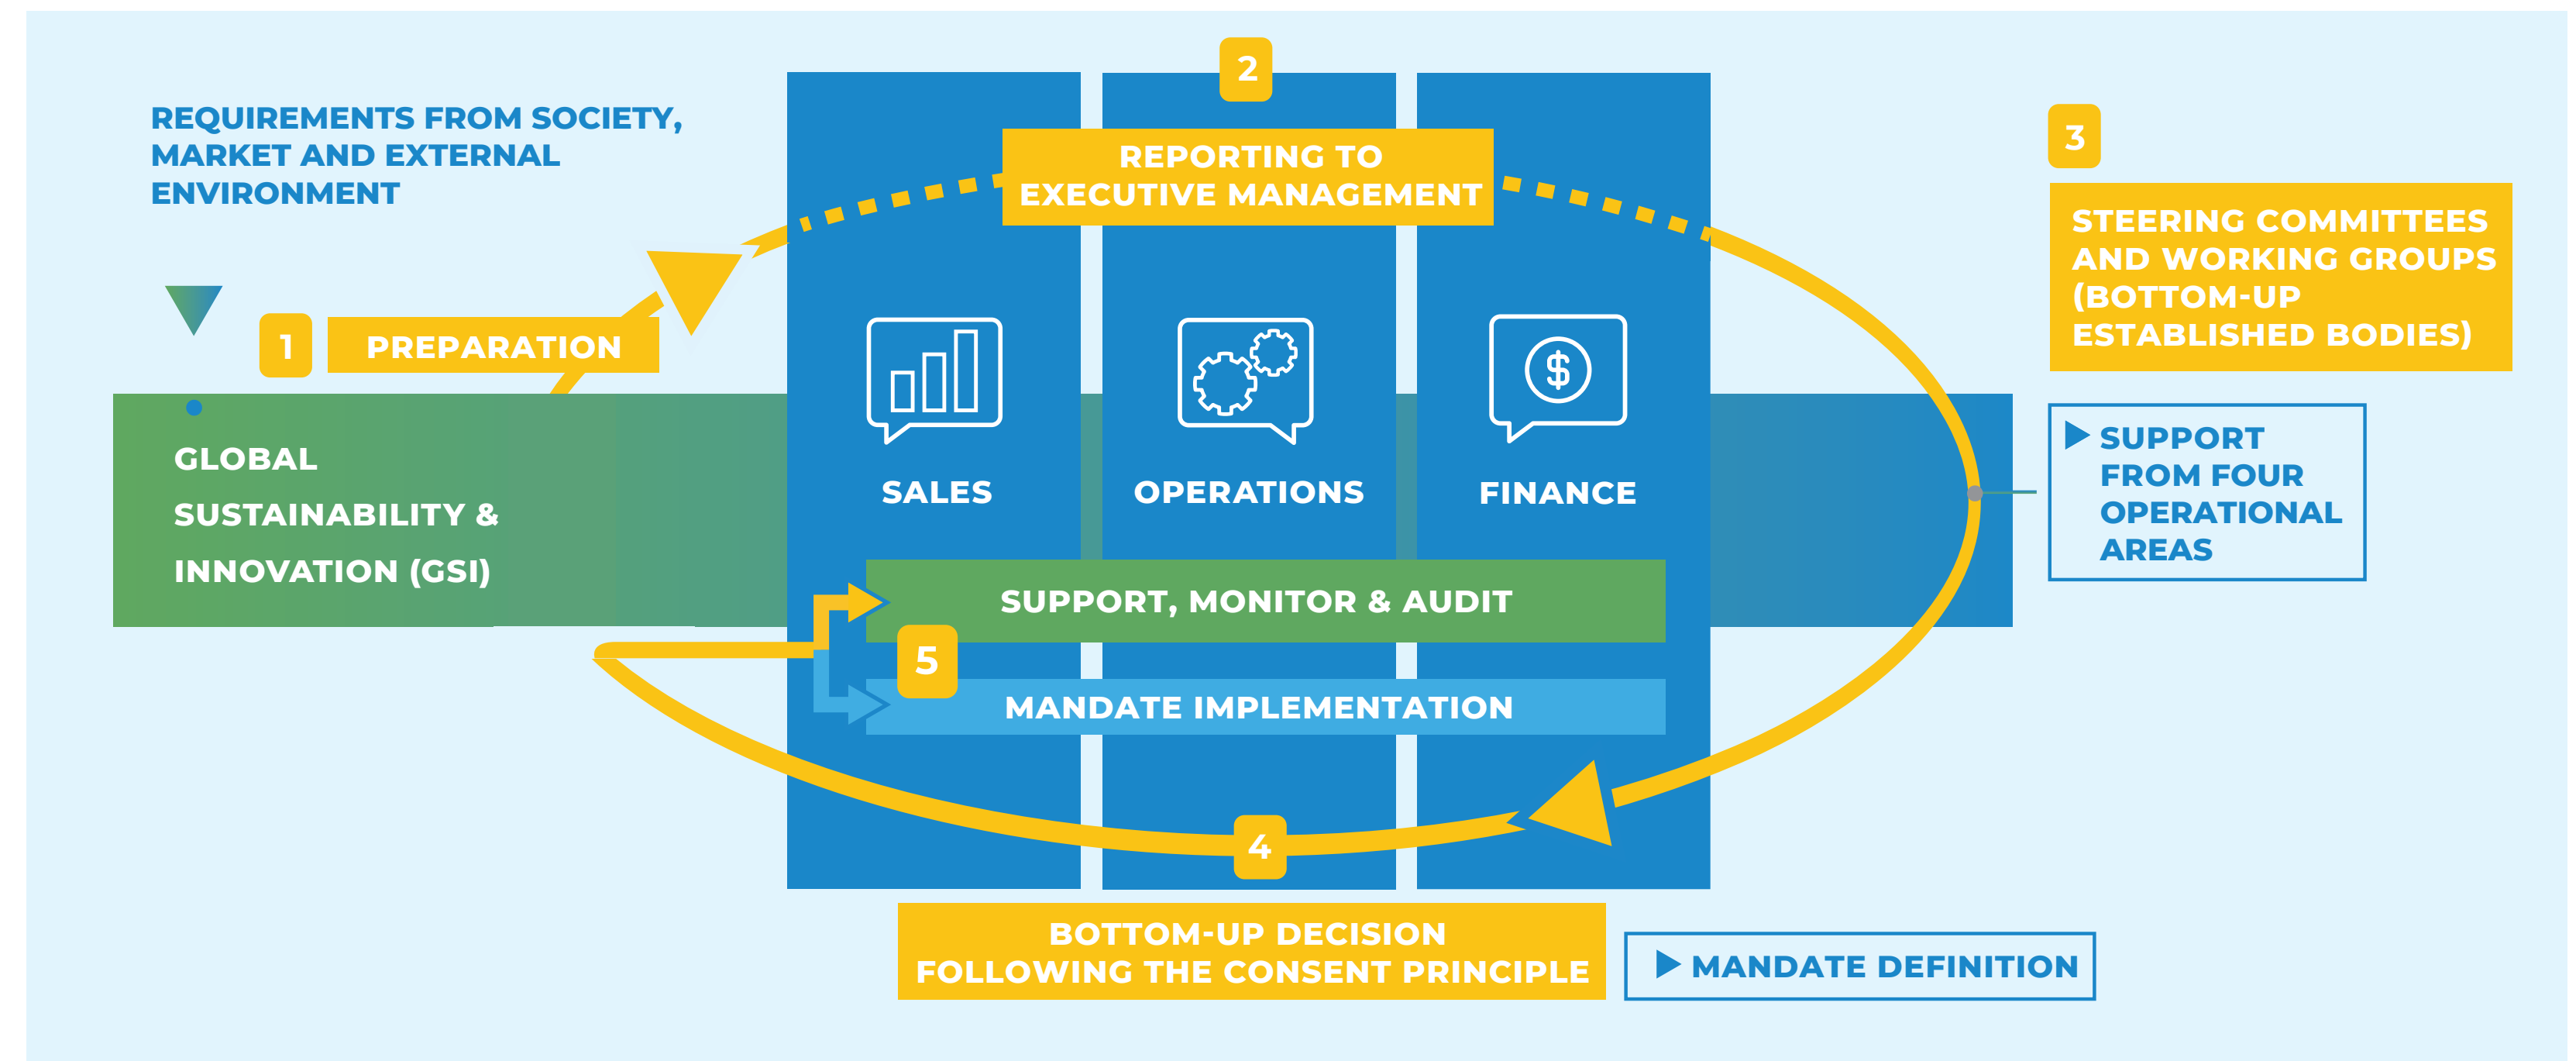 REQUIREMENTS FROM SOCIETY,
MARKET AND EXTERNAL
ENVIRONMENT
1
PREPARATION
GLOBAL
SUSTAINABILITY &
INNOVATION (GSI)
2
REPORTING TO
EXECUTIVE MANAGEMENT
$
SALES
OPERATIONS
FINANCE
3
STEERING COMMITTEES
AND WORKING GROUPS
(BOTTOM-UP
ESTABLISHED BODIES)
SUPPORT
FROM FOUR
OPERATIONAL
AREAS
SUPPORT, MONITOR & AUDIT
5
MANDATE IMPLEMENTATION
4
BOTTOM-UP DECISION
FOLLOWING THE CONSENT PRINCIPLE
MANDATE DEFINITION